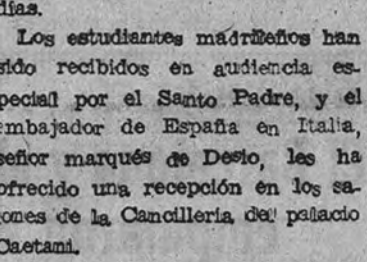 días.
Los estudiantes madrileños han
sido recibidos en audiencia es-
pecial por el Santo Padre, y el
embajador de España en Italia,
señor marqués de Desio, les ha
ofrecido una recepción en los sa-
lones de la Cancillería del palacio
Caetami.